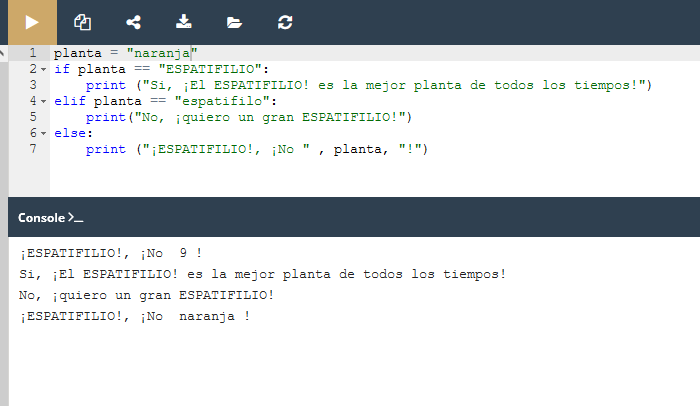 1 planta = "naranja"
2 if planta == "ESPATIFILIO":
3 print ("Si, ¡El ESPATIFILIO! es la mejor planta de todos los tiempos!")
4 elif planta == "espatifilo":
5 print("No, ¡quiero un gran ESPATIFILIO!")
6 else:
7 print ("¡ESPATIFILIO!, ¡No " , planta, "!")
Console >_
¡ESPATIFILIO!, ¡No  9 !
Si, ¡El ESPATIFILIO! es la mejor planta de todos los tiempos!
No, ¡quiero un gran ESPATIFILIO!
¡ESPATIFILIO!, ¡No  naranja !